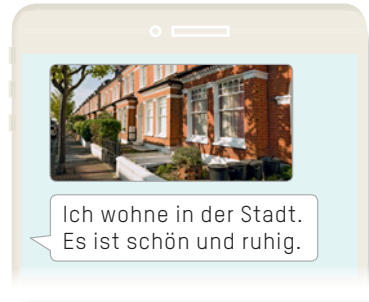 Ich wohne in der Stadt.
Es ist schön und ruhig.